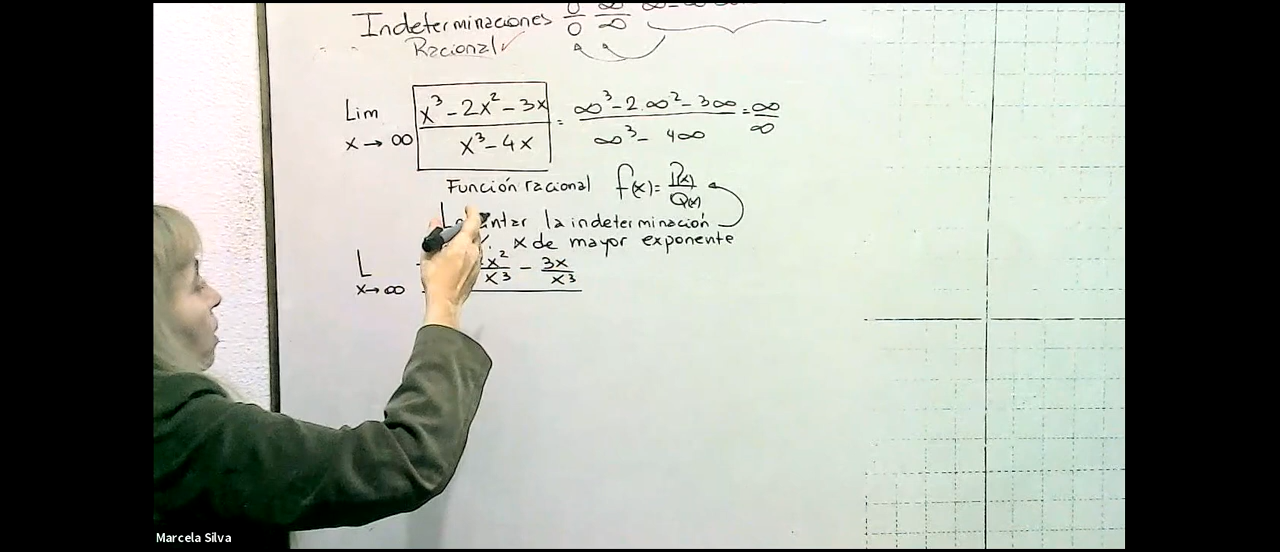 Indeterminaciones 0/0 ∞/∞
Racional ✓
Lim x→∞ (x³ - 2x² - 3x)/(x³ - 4x) = (∞³ - 2.∞² - 3∞)/(∞³ - 4∞) = ∞/∞
Función racional f(x) = P(x)/Q(x)
la indeterminación
x de mayor exponente
L x→∞ x²/x³ - 3x/x³
Marcela Silva